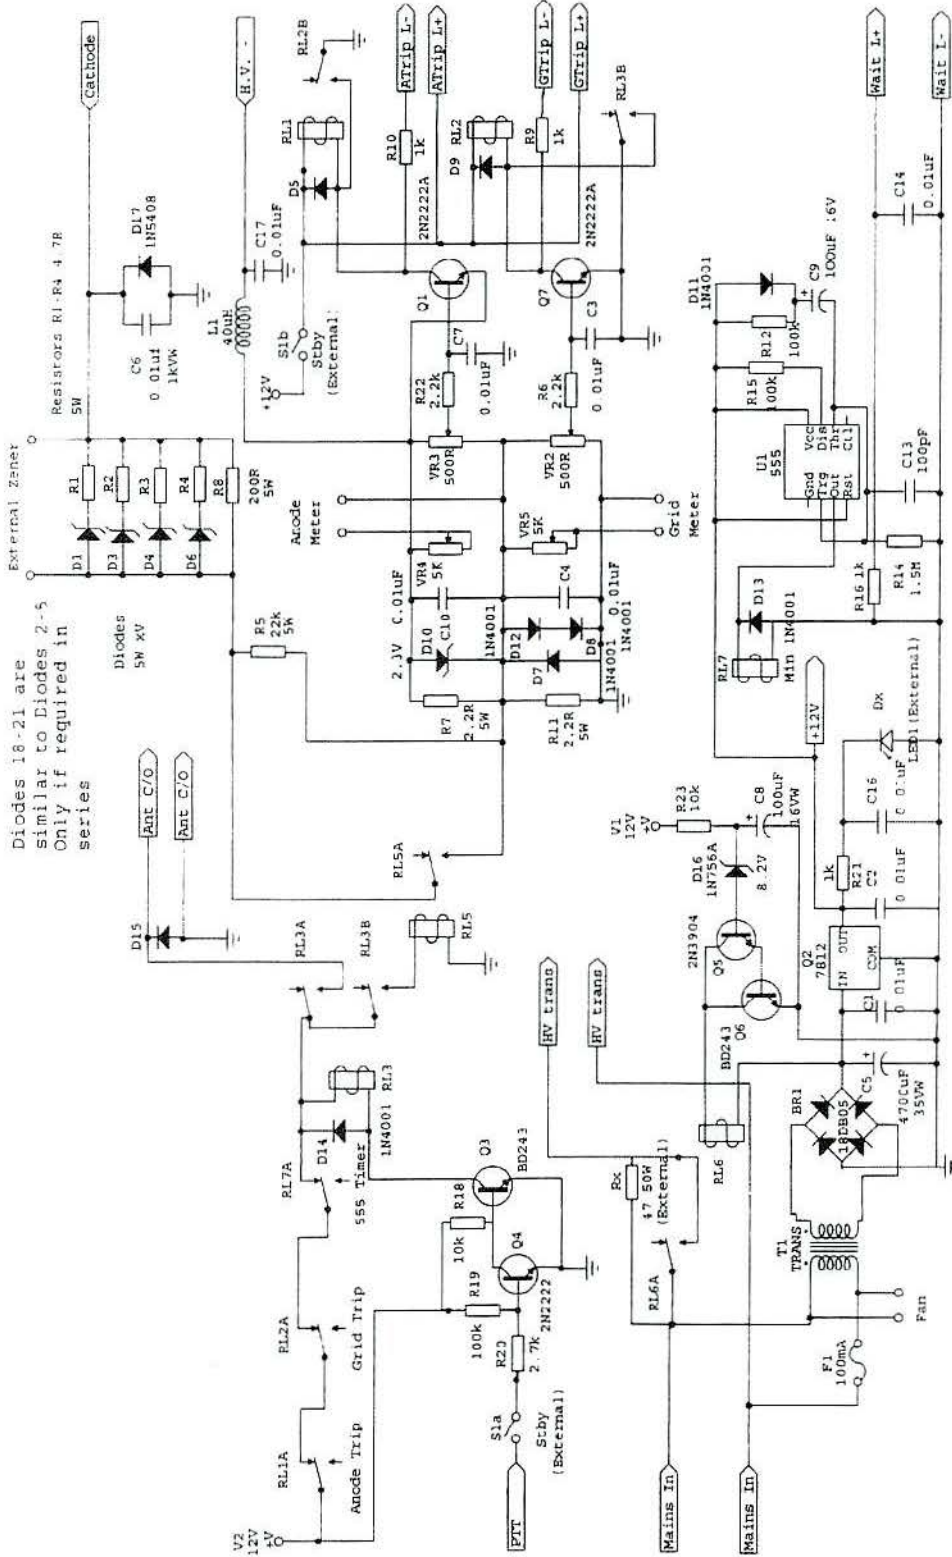 Diodes 18-21 are
similar to Diodes 2-5
Only if required in
series
External Zener
Resistors R1-R4 4.7R
5W
Cathode
D1
D3
D4
D6
R1
R2
R3
R4
R8
200R
5W
Diodes
5W xV
C6
0 01uf
1kVW
D17
1N5408
H.V. -
L1
40uH
C17
0.01uF
Ant C/O
Ant C/O
D15
R5
22k
5W
+12V
S1b
Stby
(External)
RL2B
RL1
D5
R10
1k
ATrip L-
ATrip L+
2N2222A
Q1
C7
0.01uF
R22
2.2k
VR3
500R
Anode
Meter
VR4
5K
0.01uF
C10
D10
2.3V
R7
2.2R
5W
RL5A
RL5
RL2
D9
R9
1k
GTrip L-
GTrip L+
RL3B
2N2222A
Q7
C3
0 01uF
R6
2.2k
VR2
500R
VR5
5K
Grid
Meter
C4
0.01uF
1N4001
D12
D8
1N4001
D7
1N4001
R11
2.2R
5W
V2
12V
+V
RL1A
Anode Trip
RL2A
Grid Trip
RL7A
555 Timer
D14
1N4001
RL3
RL3A
RL3B
Q3
BD243
R18
10k
Q4
2N2222
R19
100k
R20
2.7k
S1a
Stby
(External)
PTT
HV trans
HV trans
Rx
47 50W
(External)
RL6A
Mains In
Mains In
F1
100mA
Fan
T1
TRANS
BR1
18DB05
RL6
C5
4700uF
35VW
BD243
Q6
2N3904
Q5
D16
1N756A
8.2V
V1
12V
+V
R23
10k
C8
100uF
16VW
Q2
7812
IN
OUT
COM
C1
0 01uF
C2
0 01uF
1k
R21
C16
0 01uF
Dx
LED1(External)
+12V
RL7
Min
D13
1N4001
R16 1k
R14
1.5M
U1
555
Gnd
Trg
Out
Rst
Vcc
Dis
Thr
Ctl
R15
100k
R12
100k
D11
1N4001
C9
C13
100pF
C14
0.01uF
Wait L+
Wait L-